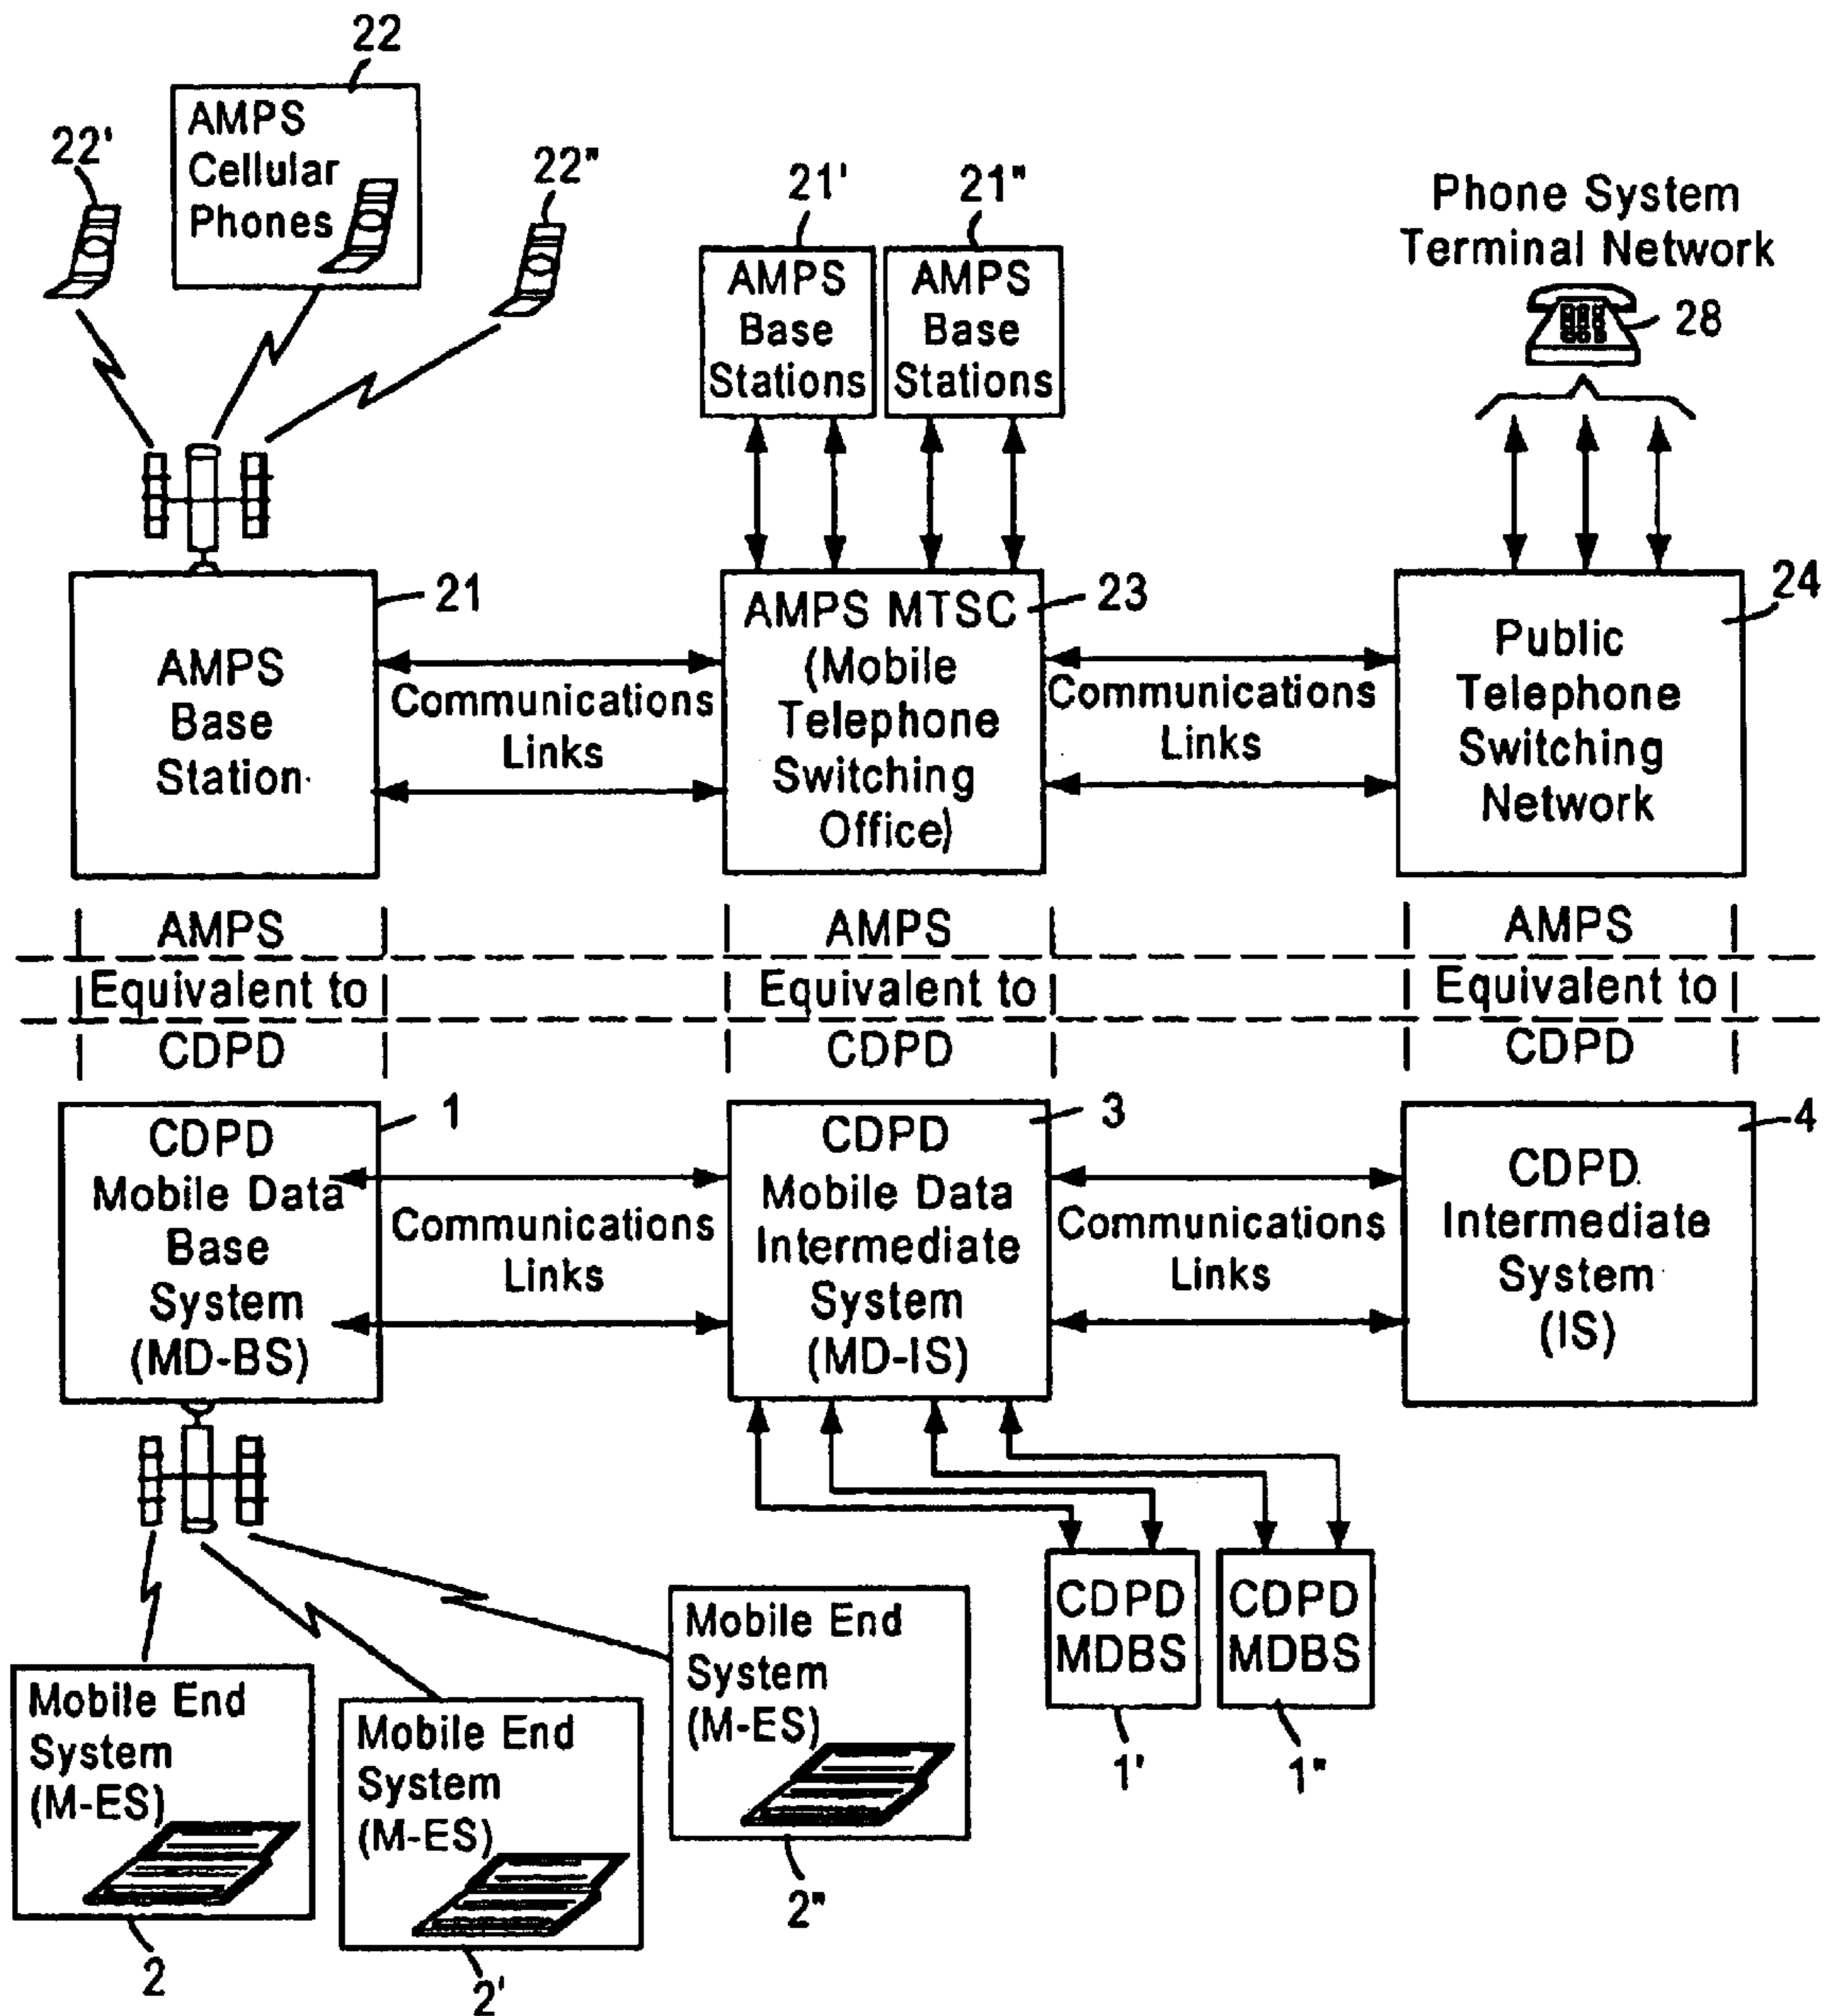 22
AMPS
Cellular
Phones
22'
22"
21'
21"
AMPS
Base
Stations
AMPS
Base
Stations
Phone System
Terminal Network
28
21
AMPS
Base
Station
Communications
Links
23
AMPS MTSC
(Mobile
Telephone
Switching
Office)
Communications
Links
24
Public
Telephone
Switching
Network
AMPS
AMPS
AMPS
Equivalent to
Equivalent to
Equivalent to
CDPD
CDPD
CDPD
1
CDPD
Mobile Data
Base
System
(MD-BS)
Communications
Links
3
CDPD
Mobile Data
Intermediate
System
(MD-IS)
Communications
Links
4
CDPD
Intermediate
System
(IS)
Mobile End
System
(M-ES)
2
Mobile End
System
(M-ES)
2'
Mobile End
System
(M-ES)
2"
CDPD
MDBS
1'
CDPD
MDBS
1"